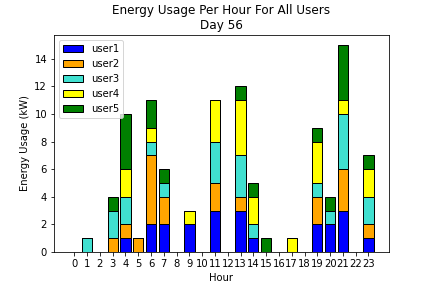 Energy Usage Per Hour For All Users
Day 56
user1
user2
user3
user4
user5
Energy Usage (kW)
14
12
10
8
6
4
2
0
0 1 2 3 4 5 6 7 8 9 10 11 12 13 14 15 16 17 18 19 20 21 22 23
Hour